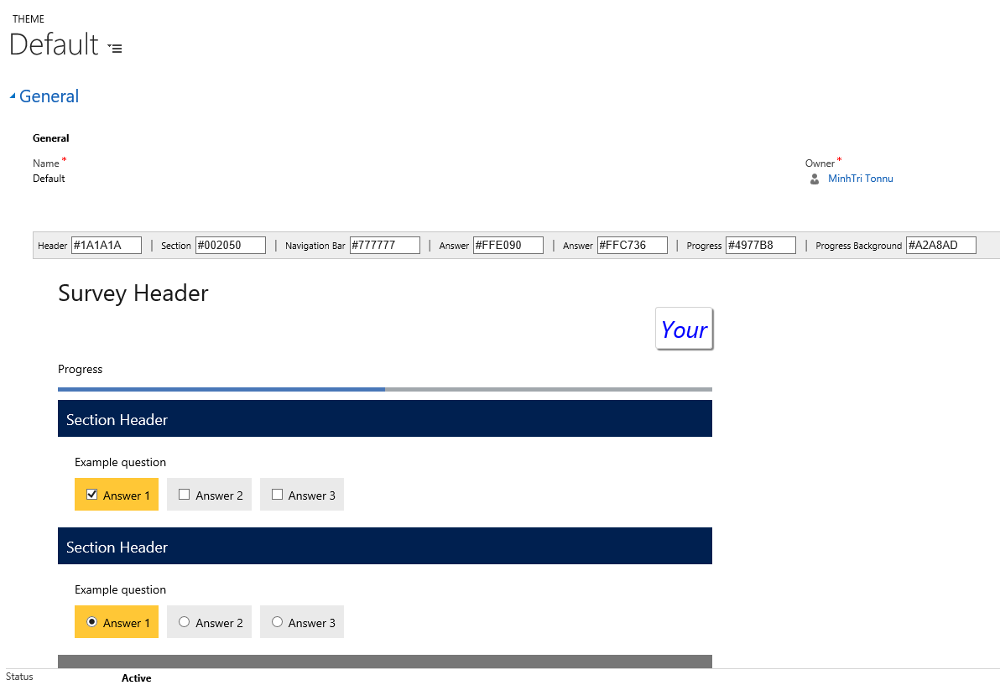 THEME
Default
General
General
Name *
Owner *
Default
MinhTri Tonnu
Header #1A1A1A | Section #002050 | Navigation Bar #777777 | Answer #FFE090 | Answer #FFC736 | Progress #4977B8 | Progress Background #A2A8AD
Survey Header
Your
Progress
Section Header
Example question
Answer 1 Answer 2 Answer 3
Section Header
Example question
Answer 1 Answer 2 Answer 3
Status Active